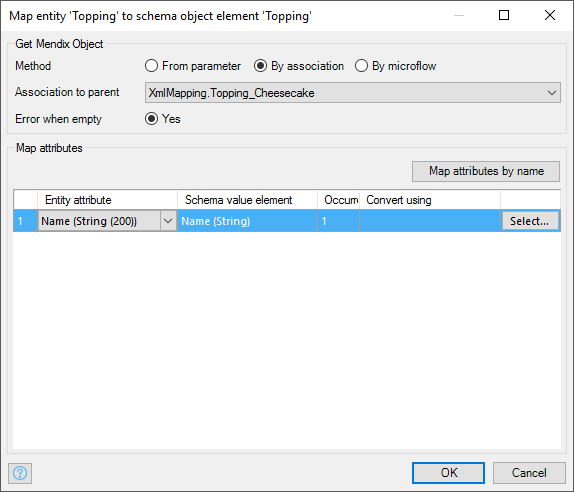 Map entity 'Topping' to schema object element 'Topping'
Get Mendix Object
Method From parameter By association By microflow
Association to parent XmlMapping.Topping_Cheesecake
Error when empty Yes
Map attributes
Map attributes by name
Entity attribute Schema value element Occurre Convert using
1 Name (String (200)) Name (String) 1 Select...
? OK Cancel